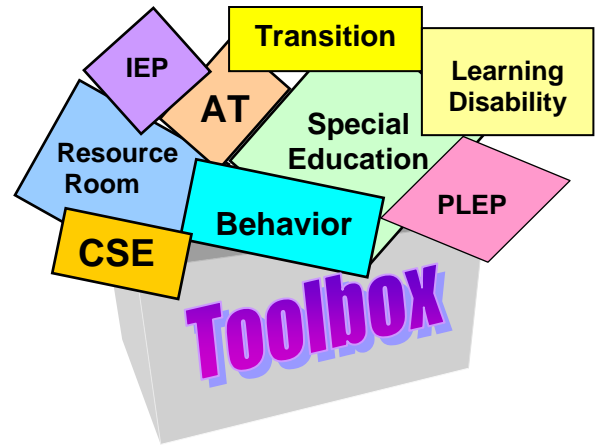 Transition
IEP
AT
Learning
Disability
Special
Education
Resource
Room
PLEP
Behavior
CSE
Toolbox